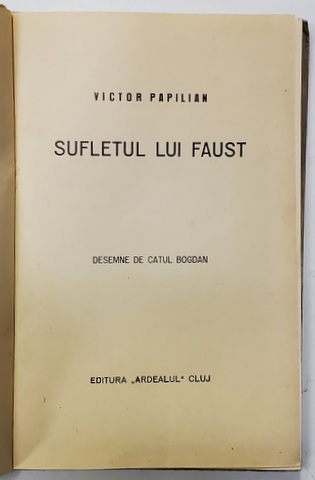 VICTOR PAPILIAN
SUFLETUL LUI FAUST
DESEMNE DE CATUL BOGDAN
EDITURA „ARDEALUL“ CLUJ